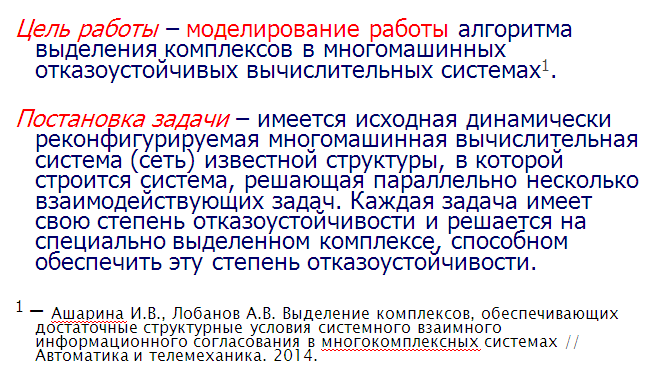 Цель работы – моделирование работы алгоритма
выделения комплексов в многомашинных
отказоустойчивых вычислительных системах1.
Постановка задачи – имеется исходная динамически
реконфигурируемая многомашинная вычислительная
система (сеть) известной структуры, в которой
строится система, решающая параллельно несколько
взаимодействующих задач. Каждая задача имеет
свою степень отказоустойчивости и решается на
специально выделенном комплексе, способном
обеспечить эту степень отказоустойчивости.
1 – Ашарина И.В., Лобанов А.В. Выделение комплексов, обеспечивающих
достаточные структурные условия системного взаимного
информационного согласования в многокомплексных системах //
Автоматика и телемеханика. 2014.